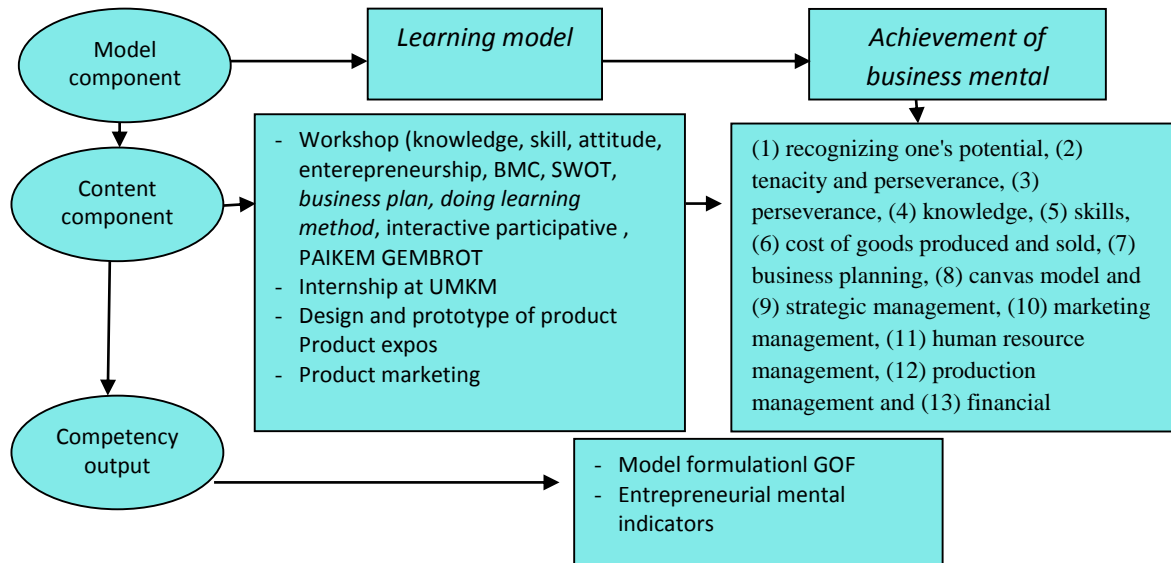 Model
component
Learning model
Achievement of
business mental
Content
component
- Workshop (knowledge, skill, attitude,
enterepreneurship, BMC, SWOT,
business plan, doing learning
method, interactive participative ,
PAIKEM GEMBROT
- Internship at UMKM
- Design and prototype of product
Product expos
- Product marketing
(1) recognizing one's potential, (2)
tenacity and perseverance, (3)
perseverance, (4) knowledge, (5) skills,
(6) cost of goods produced and sold, (7)
business planning, (8) canvas model and
(9) strategic management, (10) marketing
management, (11) human resource
management, (12) production
management and (13) financial
Competency
output
- Model formulationl GOF
- Entrepreneurial mental
indicators